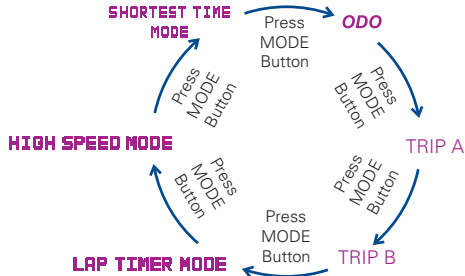 SHORTEST TIME
MODE
Press
MODE
Button
ODO
Press
MODE
Button
TRIP A
Press
MODE
Button
TRIP B
Press
MODE
Button
LAP TIMER MODE
Press
MODE
Button
HIGH SPEED MODE
Press
MODE
Button